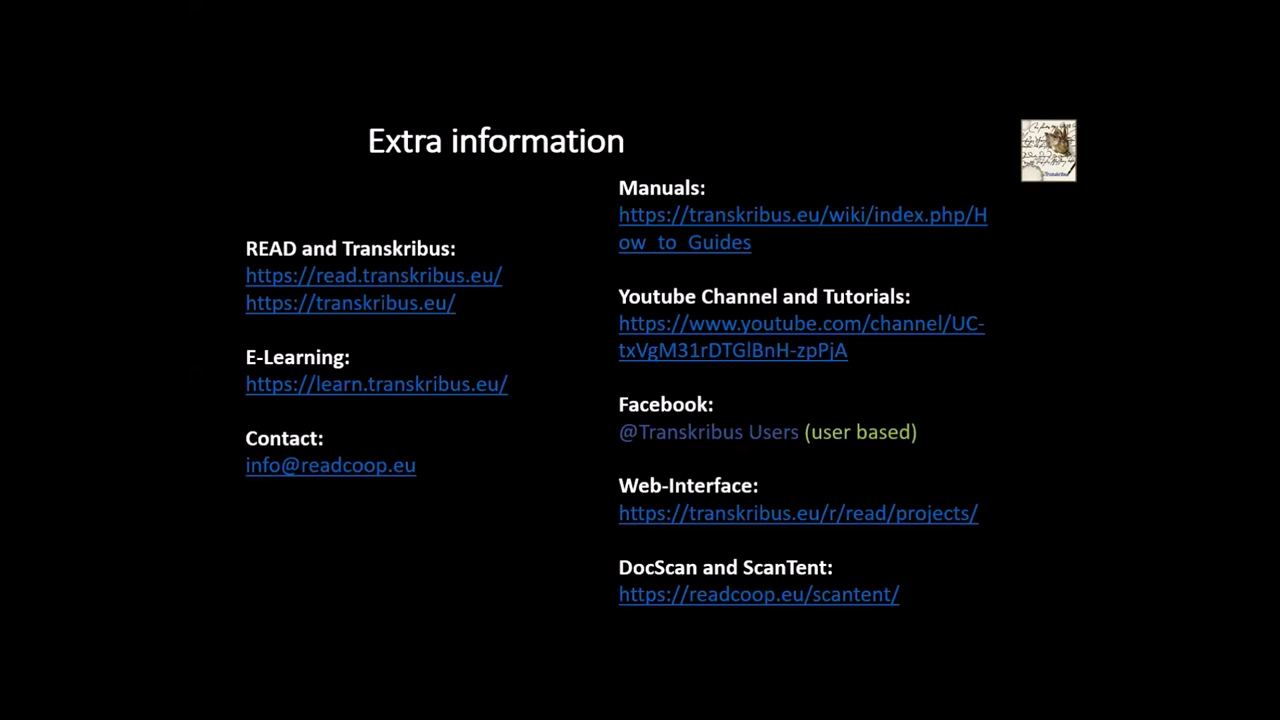 Extra information
READ and Transkribus:
https://read.transkribus.eu/
https://transkribus.eu/
E-Learning:
https://learn.transkribus.eu/
Contact:
info@readcoop.eu
Manuals:
https://transkribus.eu/wiki/index.php/H
ow_to_Guides
Youtube Channel and Tutorials:
https://www.youtube.com/channel/UC-
txVgM31rDTGlBnH-zpPjA
Facebook:
@Transkribus Users (user based)
Web-Interface:
https://transkribus.eu/r/read/projects/
DocScan and ScanTent:
https://readcoop.eu/scantent/
Transkribus